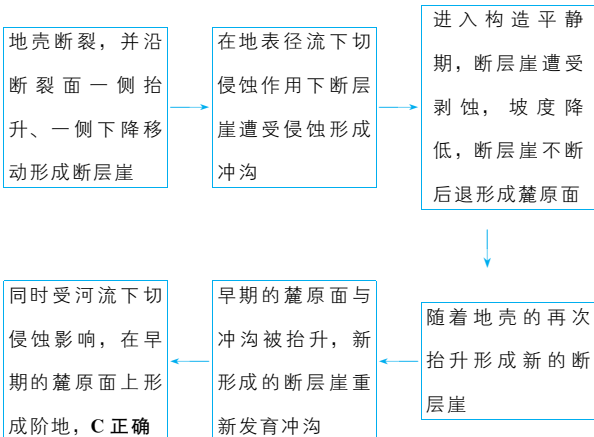 地壳断裂，并沿
断裂面一侧抬
升、一侧下降移
动形成断层崖
在地表径流下切
侵蚀作用下断层
崖遭受侵蚀形成
冲沟
进入构造平静
期，断层崖遭受
剥蚀，坡度降
低，断层崖不断
后退形成麓原面
随着地壳的再次
抬升形成新的断
层崖
早期的麓原面与
冲沟被抬升，新
形成的断层崖重
新发育冲沟
同时受河流下切
侵蚀影响，在早
期的麓原面上形
成阶地，C正确